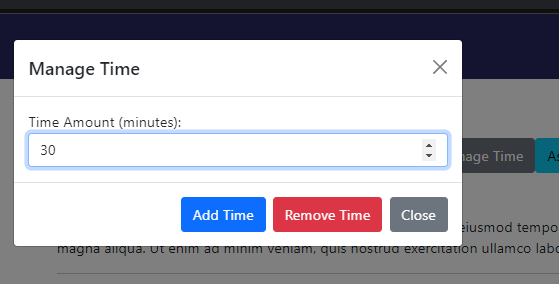 Manage Time
Time Amount (minutes):
30
Time
As
Add Time Remove Time Close
eiusmod tempo
magna aliqua. Ut enim ad minim veniam, quis nostrud exercitation ullamco labo